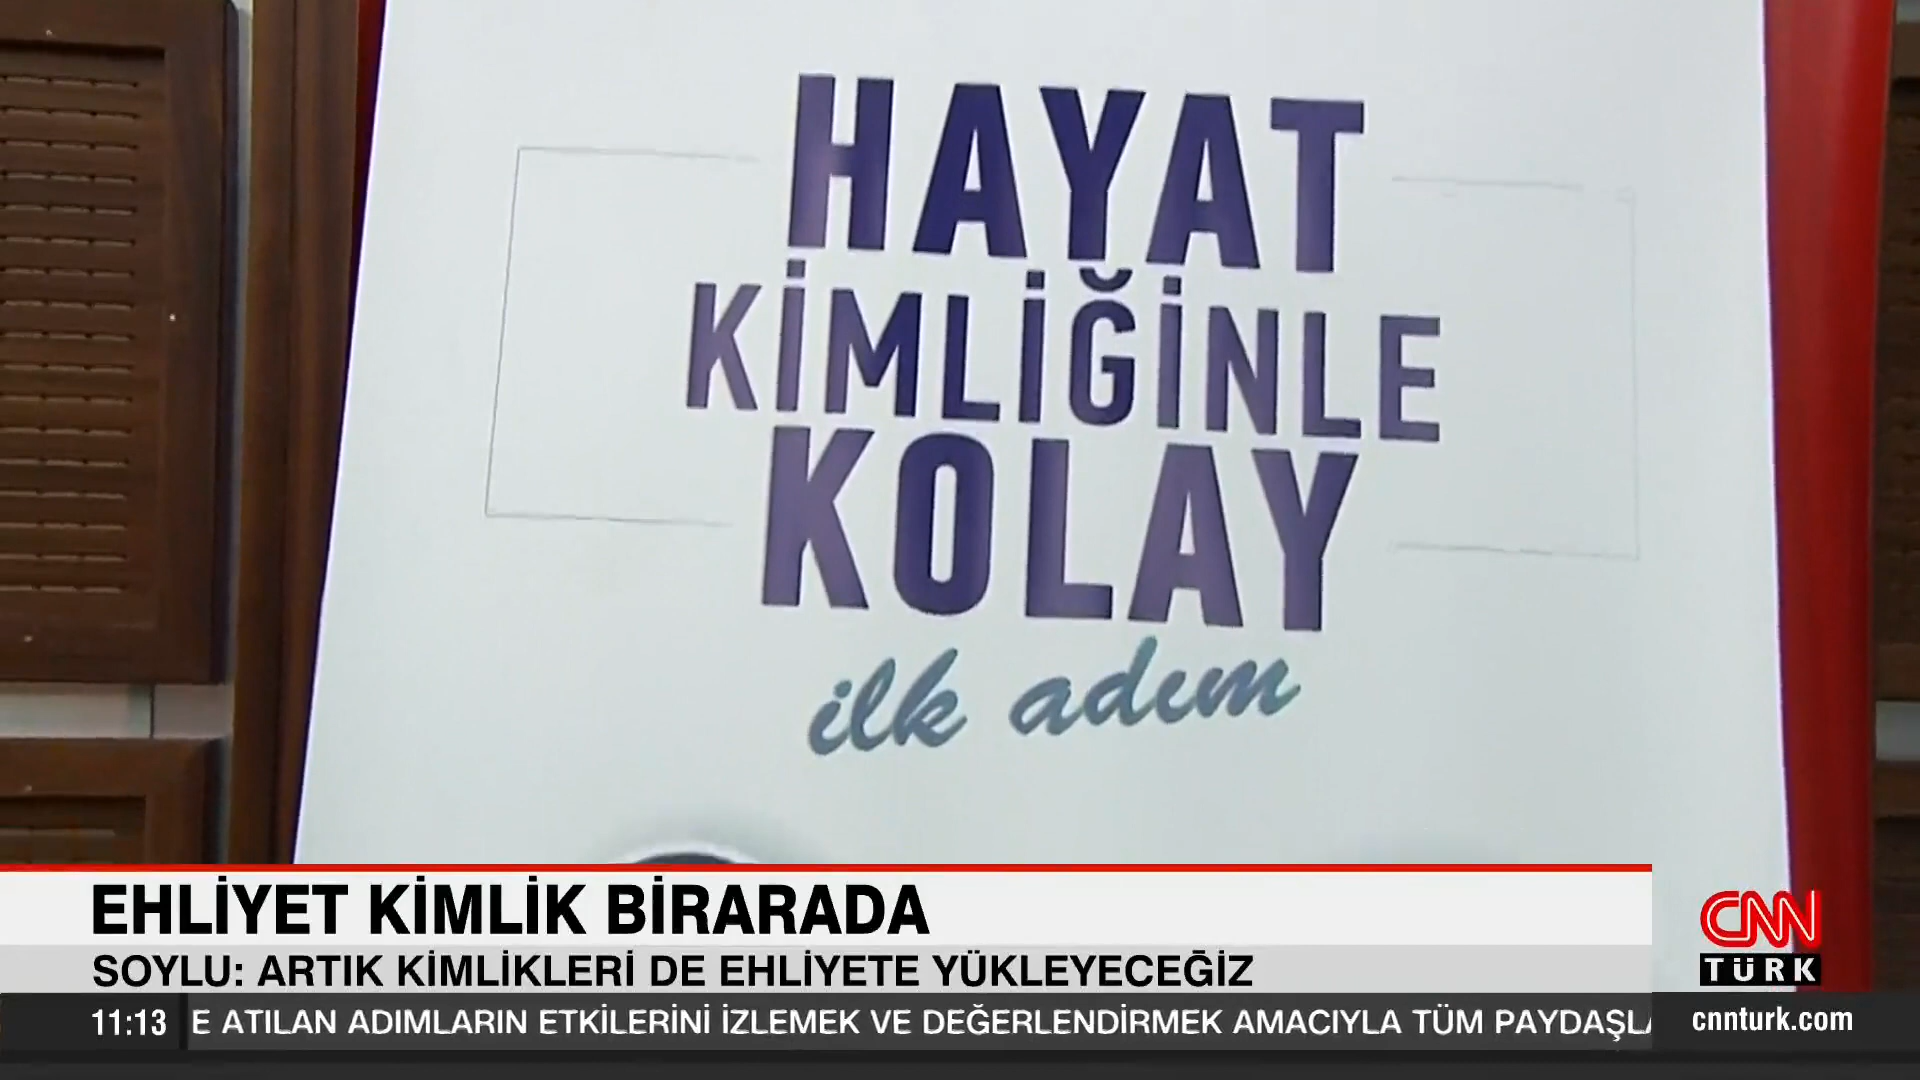 HAYAT
KİMLİĞİNLE
KOLAY
ilk adım
EHLİYET KİMLİK BİRARADA
SOYLU: ARTIK KİMLİKLERİ DE EHLİYETE YÜKLEYECEĞİZ
11:13 E ATILAN ADIMLARIN ETKİLERİNİ İZLEMEK VE DEĞERLENDİRMEK AMACIYLA TÜM PAYDAŞLA
CNN
TÜRK
cnnturk.com